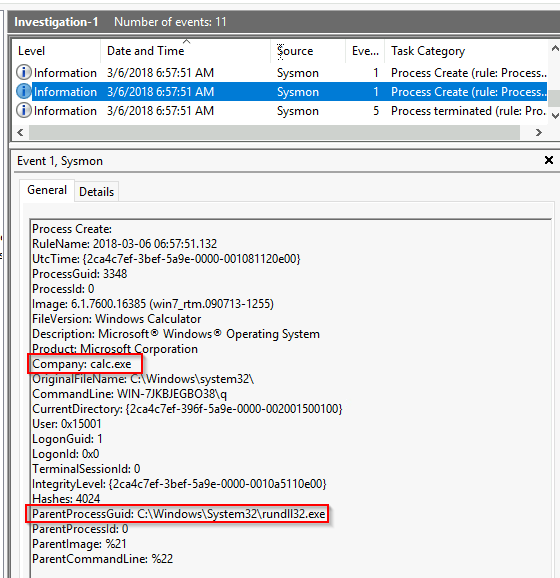 Investigation-1 Number of events: 11
Level Date and Time Source Eve... Task Category
Information 3/6/2018 6:57:51 AM Sysmon 1 Process Create (rule: Process...
Information 3/6/2018 6:57:51 AM Sysmon 1 Process Create (rule: Process...
Information 3/6/2018 6:57:51 AM Sysmon 5 Process terminated (rule: Pro...
Event 1, Sysmon
General Details
Process Create:
RuleName: 2018-03-06 06:57:51.132
UtcTime: {2ca4c7ef-3bef-5a9e-0000-001081120e00}
ProcessGuid: 3348
ProcessId: 0
Image: 6.1.7600.16385 (win7_rtm.090713-1255)
FileVersion: Windows Calculator
Description: Microsoft® Windows® Operating System
Product: Microsoft Corporation
Company: calc.exe
OriginalFileName: C:\Windows\system32\
CommandLine: WIN-7JKBJEGBO38\q
CurrentDirectory: {2ca4c7ef-396f-5a9e-0000-002001500100}
User: 0x15001
LogonGuid: 1
LogonId: 0x0
TerminalSessionId: 0
IntegrityLevel: {2ca4c7ef-3bef-5a9e-0000-0010a5110e00}
Hashes: 4024
ParentProcessGuid: C:\Windows\System32\rundll32.exe
ParentProcessId: 0
ParentImage: %21
ParentCommandLine: %22